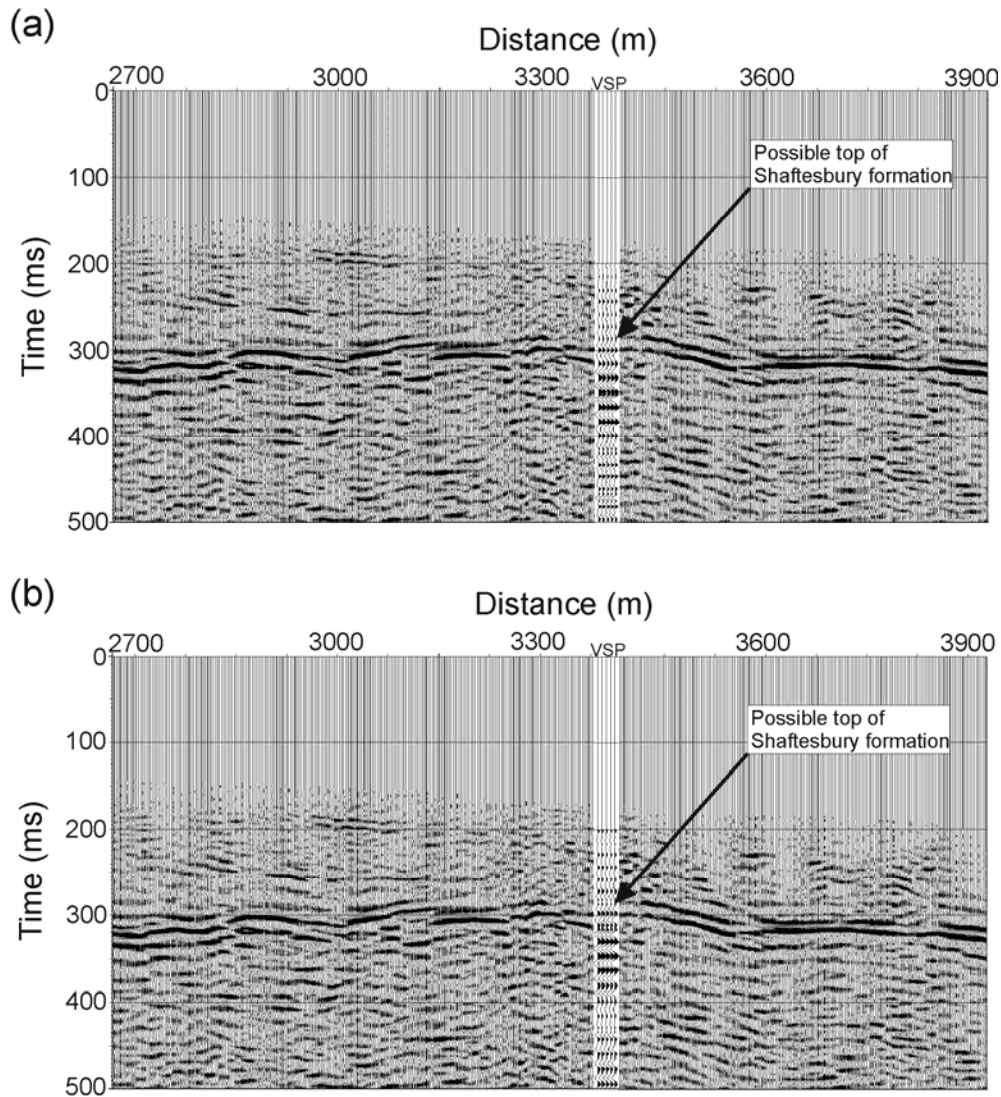 (a)
Distance (m)
2700 3000 3300 VSP 3600 3900
0
Possible top of
Shaftesbury formation
100
200
Time (ms)
300
400
500
(b)
Distance (m)
2700 3000 3300 VSP 3600 3900
0
Possible top of
Shaftesbury formation
100
200
Time (ms)
300
400
500